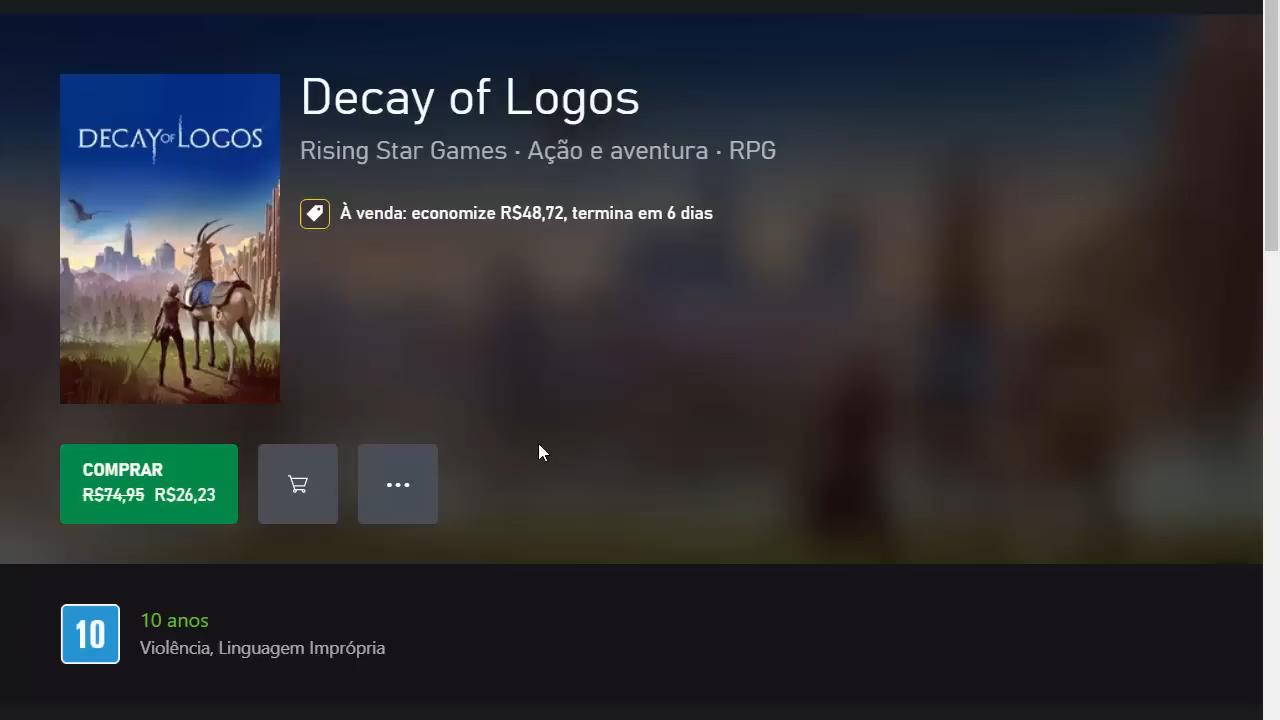 DECAY OF LOGOS
Decay of Logos
Rising Star Games · Ação e aventura · RPG
À venda: economize R$48,72, termina em 6 dias
COMPRAR
R$74,95 R$26,23
10
10 anos
Violência, Linguagem Imprópria